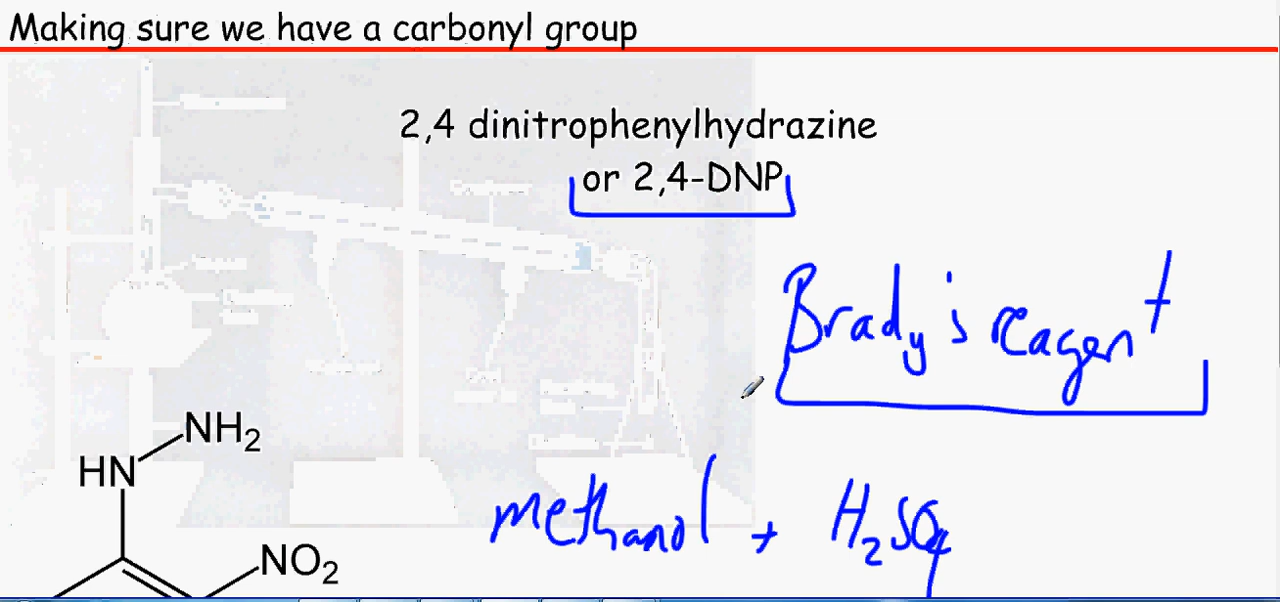 Making sure we have a carbonyl group
2,4 dinitrophenylhydrazine
or 2,4-DNP
Brady's reagent
NH₂
HN
methanol + H₂SO₄
NO₂